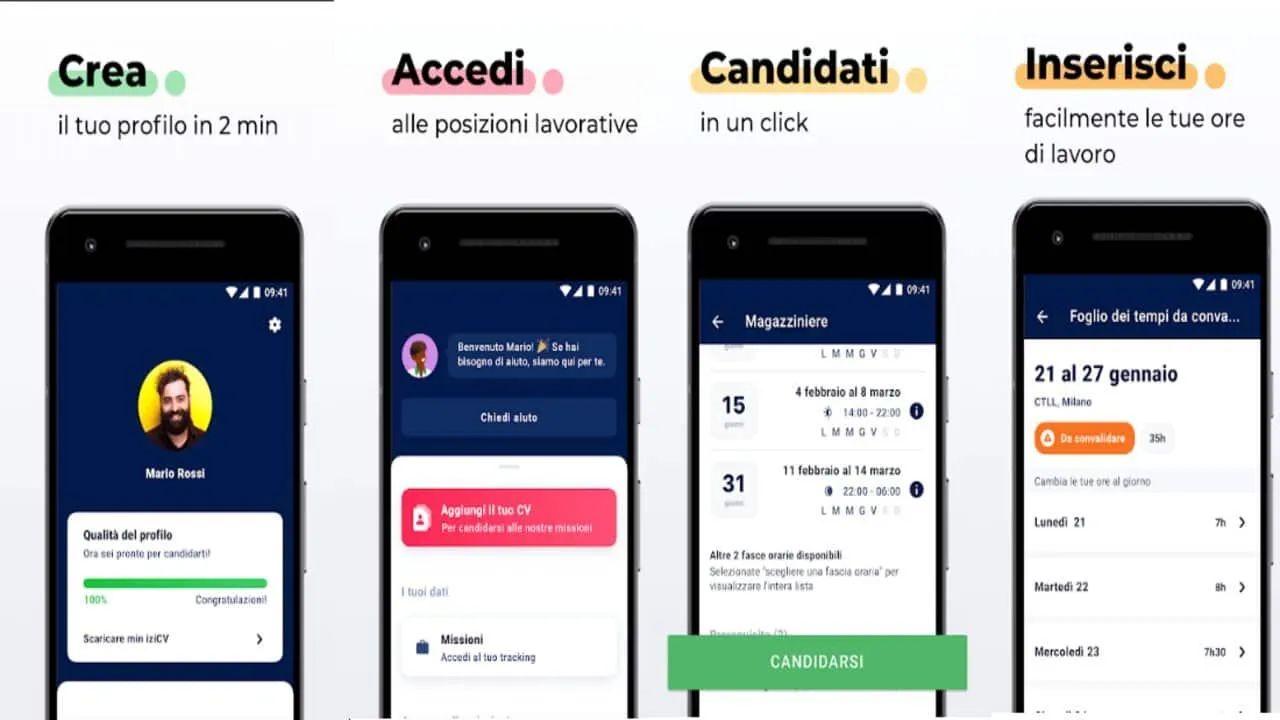 Crea
il tuo profilo in 2 min
09:41
Mario Rossi
Qualità del profilo
Ora sei pronto per candidarti!
100% Congratulazioni!
Scaricare min iziCV
Accedi
alle posizioni lavorative
09:41
Benvenuto Mario! Se hai
bisogno di aiuto, siamo qui per te.
Chiedi aiuto
Aggiungi il tuo CV
Per candidarsi alle nostre missioni
I tuoi dati
Missioni
Accedi al tuo tracking
Candidati
in un click
09:41
Magazziniere
giorni
L M M G V S D
15
giorni
4 febbraio al 8 marzo
14:00 - 22:00
L M M G V S D
31
giorni
11 febbraio al 14 marzo
22:00 - 06:00
L M M G V S D
Altre 2 fasce orarie disponibili
Selezionate "scegliere una fascia oraria" per
visualizzare l'intera lista
CANDIDARSI
Inserisci
facilmente le tue ore
di lavoro
09:41
Foglio dei tempi da conva...
21 al 27 gennaio
CTLL, Milano
Da convalidare 35h
Cambia le tue ore al giorno
Lunedì 21 7h
Martedì 22 8h
Mercoledì 23 7h30